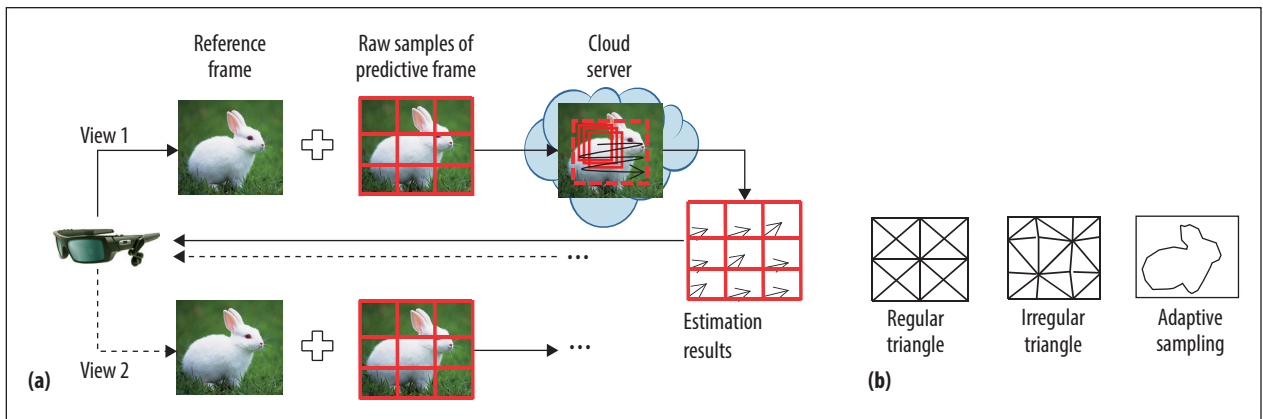 Reference
frame
Raw samples of
predictive frame
Cloud
server
View 1
...
Estimation
results
View 2
...
(a)
Regular
triangle
Irregular
triangle
Adaptive
sampling
(b)